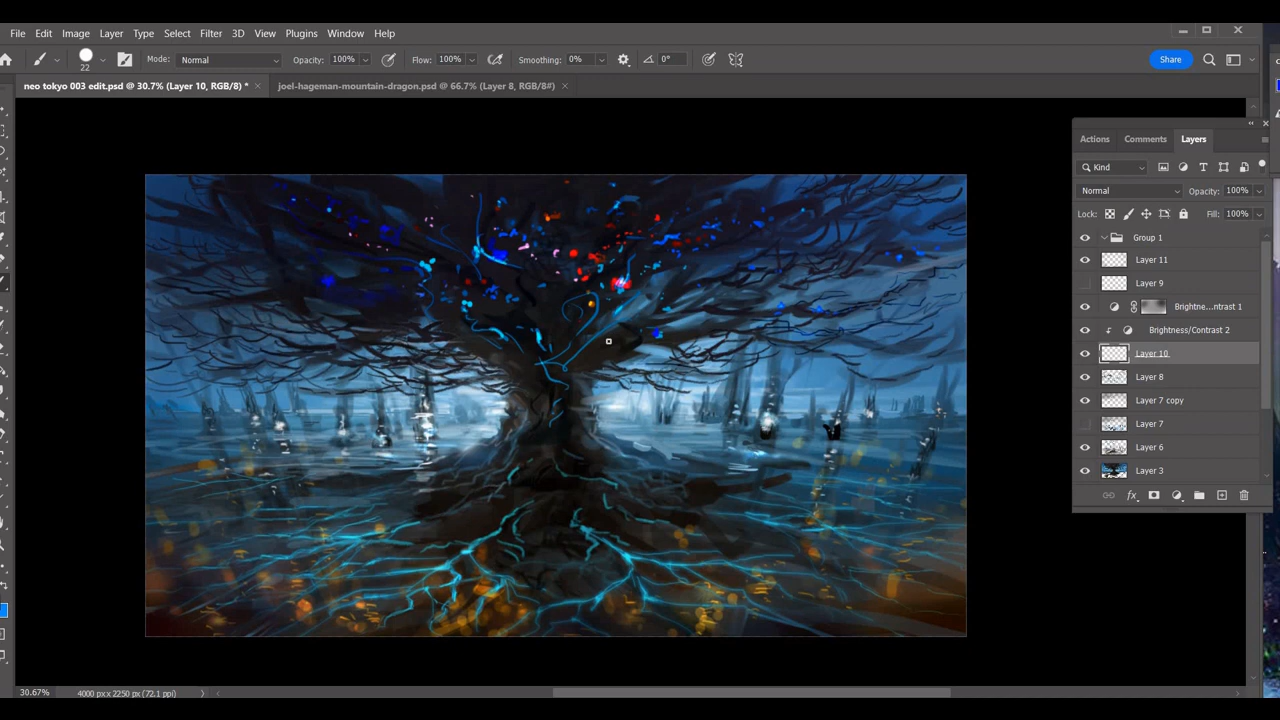 File Edit Image Layer Type Select Filter 3D View Plugins Window Help
22 Mode: Normal Opacity: 100% Flow: 100% Smoothing: 0% 0° Share
neo tokyo 003 edit.psd @ 30.7% (Layer 10, RGB/8) * joel-hageman-mountain-dragon.psd @ 66.7% (Layer 8, RGB/8#)
Actions Comments Layers
Kind
Normal Opacity: 100%
Lock: Fill: 100%
Group 1
Layer 11
Layer 9
Brightne...ntrast 1
Brightness/Contrast 2
Layer 10
Layer 8
Layer 7 copy
Layer 7
Layer 6
Layer 3
fx
30.67% 4000 px x 2250 px (72.1 ppi)